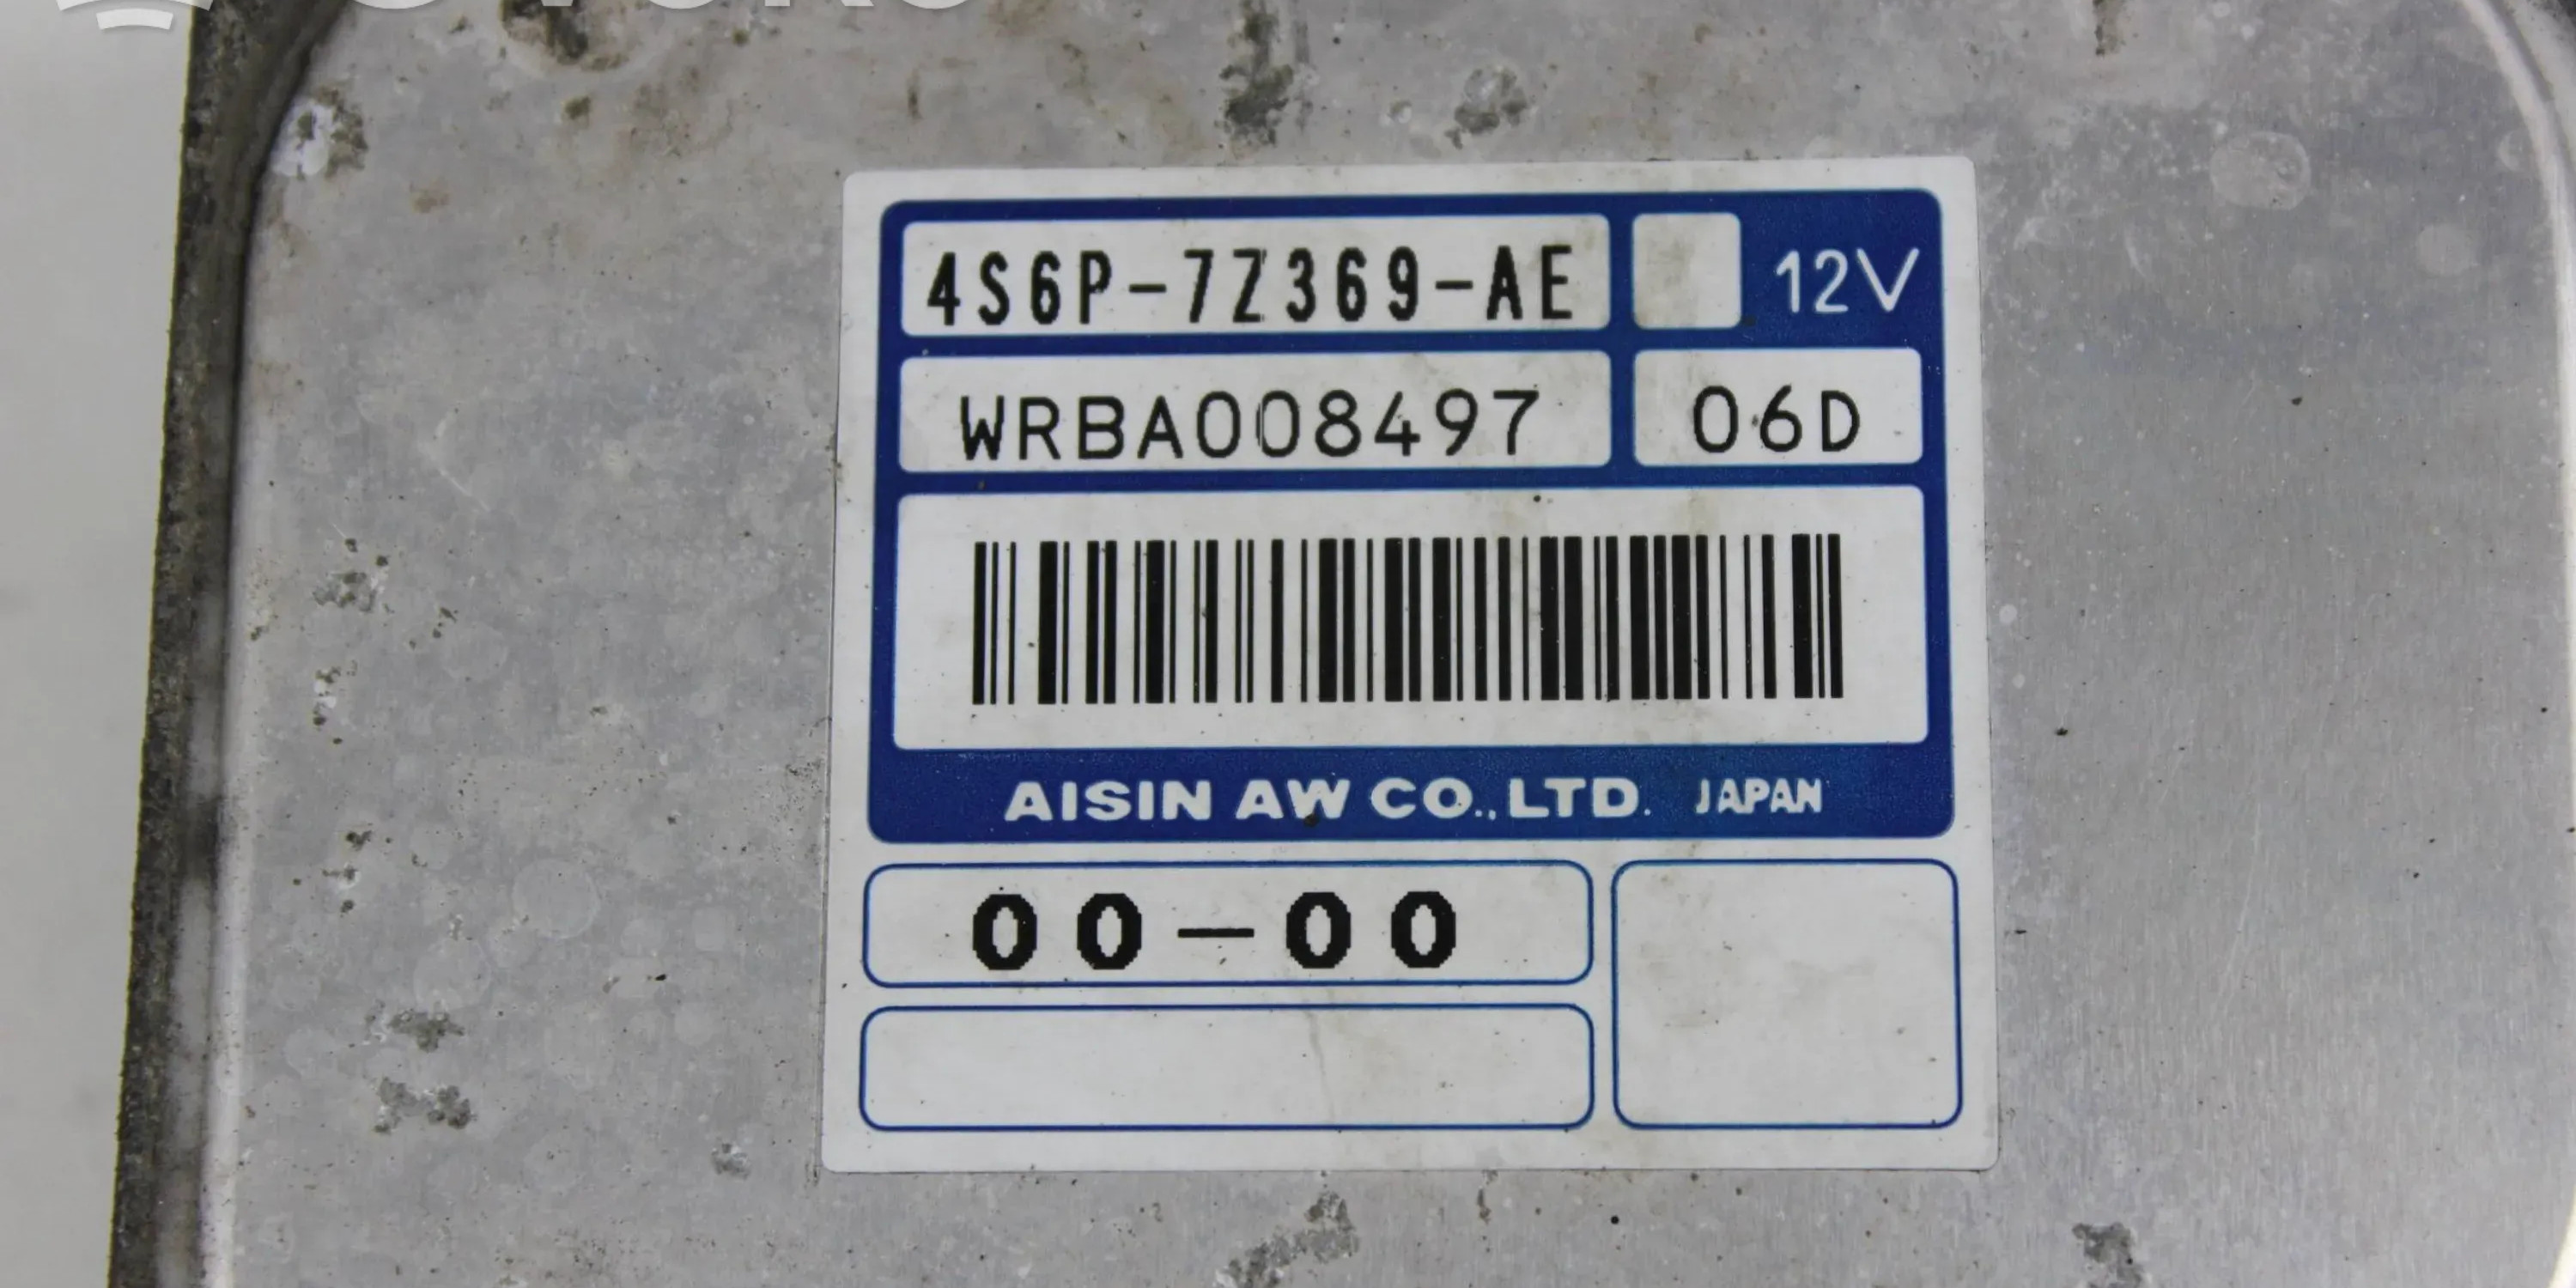 4S6P-7Z369-AE 12V
WRBA008497 06D
AISIN AW CO.,LTD. JAPAN
00-00